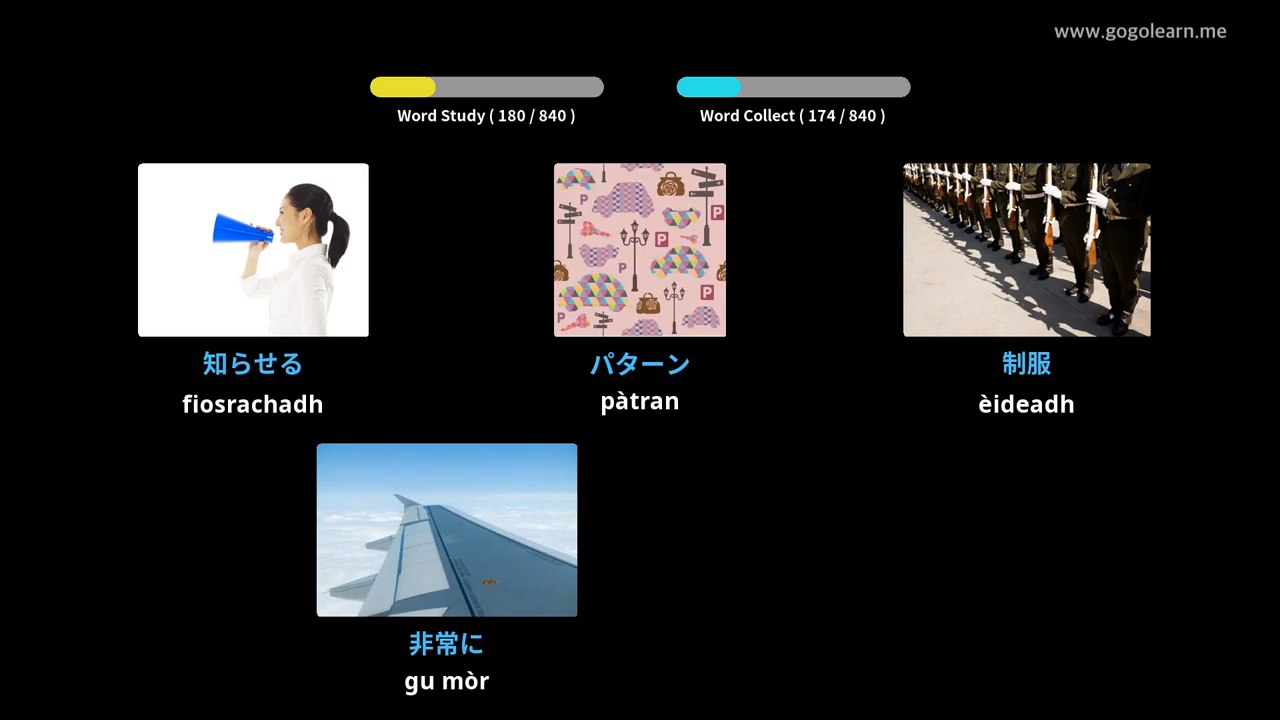 www.gogolearn.me
Word Study ( 180 / 840 )
Word Collect ( 174 / 840 )
知らせる
fiosrachadh
パターン
pàtran
制服
èideadh
非常に
gu mòr